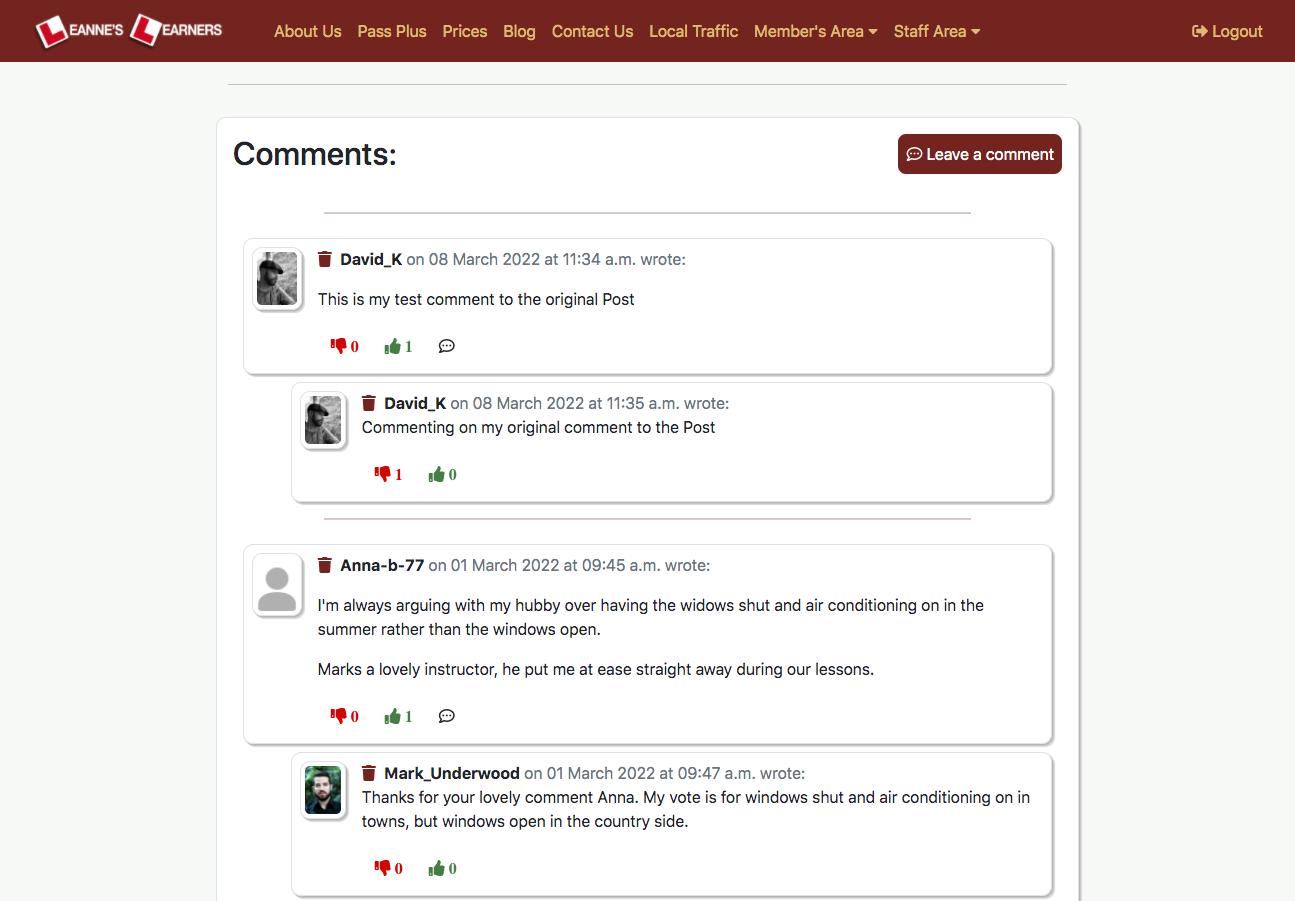 LEANNE'S LEARNERS About Us Pass Plus Prices Blog Contact Us Local Traffic Member's Area Staff Area Logout
Comments: Leave a comment
David_K on 08 March 2022 at 11:34 a.m. wrote:
This is my test comment to the original Post
0 1
David_K on 08 March 2022 at 11:35 a.m. wrote:
Commenting on my original comment to the Post
1 0
Anna-b-77 on 01 March 2022 at 09:45 a.m. wrote:
I'm always arguing with my hubby over having the widows shut and air conditioning on in the
summer rather than the windows open.
Marks a lovely instructor, he put me at ease straight away during our lessons.
0 1
Mark_Underwood on 01 March 2022 at 09:47 a.m. wrote:
Thanks for your lovely comment Anna. My vote is for windows shut and air conditioning on in
towns, but windows open in the country side.
0 0